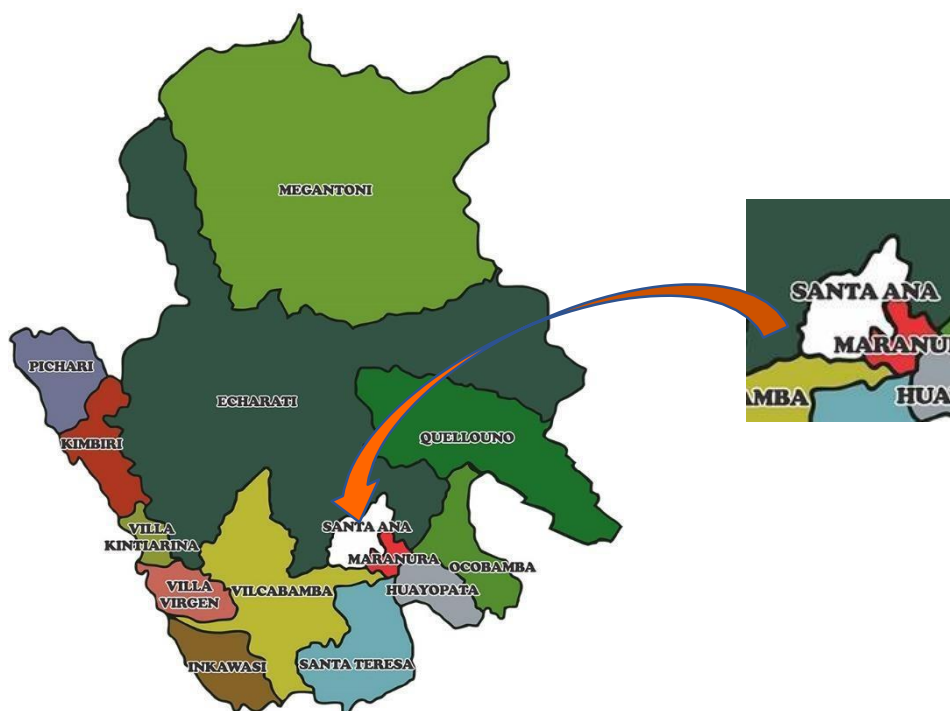 MEGANTONI
SANTA ANA
MARANU
AMBA
HUA
PICHARI
ECHARATI
QUELLOUNO
KIMBIRI
VILLA
KINTIARINA
SANTA ANA
MARANURA
OCOBAMBA
VILLA
VIRGEN
VILCABAMBA
HUAYOPATA
INKAWASI
SANTA TERESA